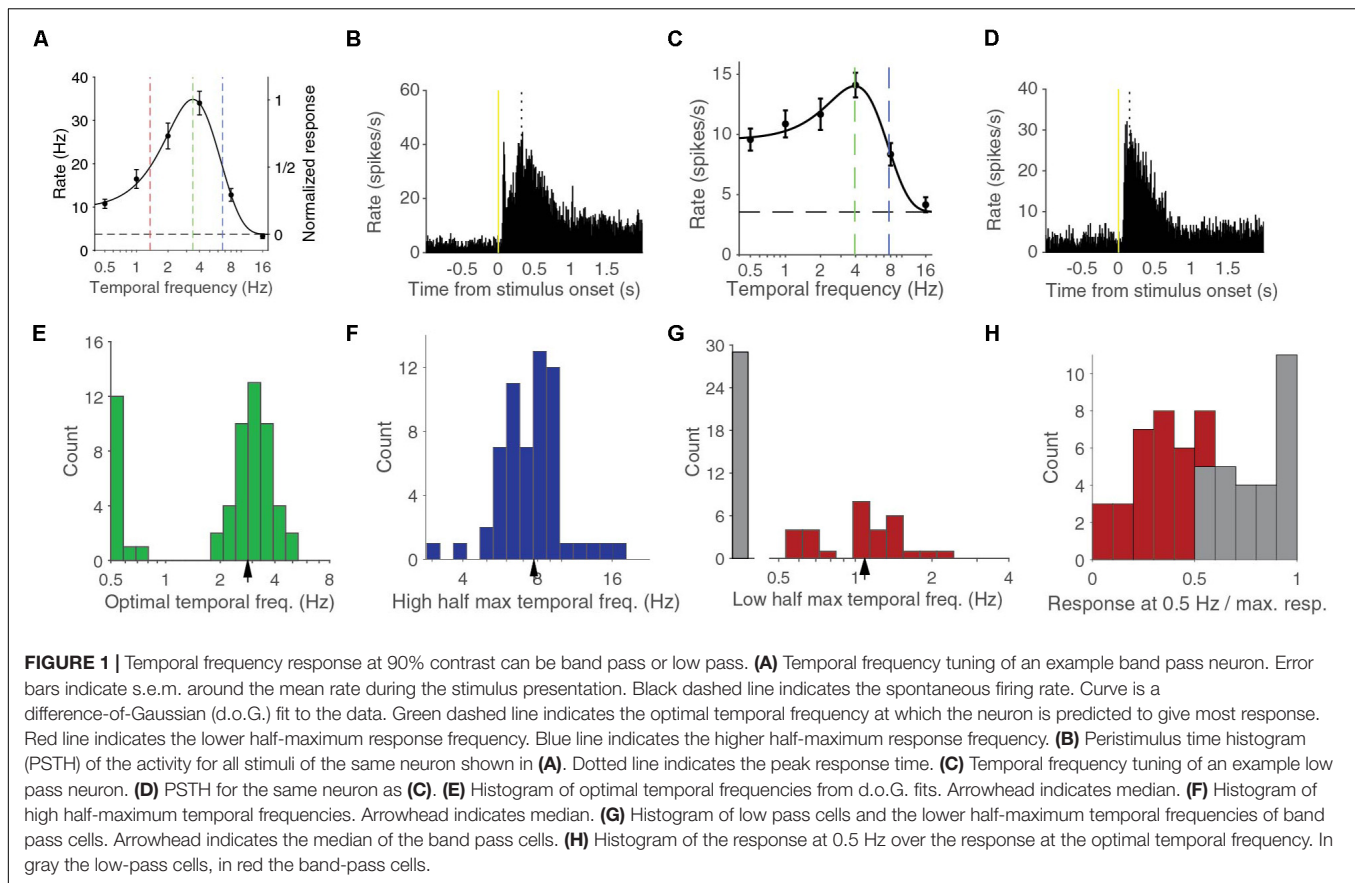 A
B
C
D
40
30
20
10
0
Rate (Hz)
1
1/2
0
Normalized response
0.5 1 2 4 8 16
Temporal frequency (Hz)
60
40
20
0
Rate (spikes/s)
-0.5 0 0.5 1 1.5
Time from stimulus onset (s)
15
10
5
0
Rate (spikes/s)
0.5 1 2 4 8 16
Temporal frequency (Hz)
40
30
20
10
0
Rate (spikes/s)
-0.5 0 0.5 1 1.5
Time from stimulus onset (s)
E
F
G
H
16
12
8
4
0
Count
0.5 1 2 4 8
Optimal temporal freq. (Hz)
12
8
4
0
Count
4 8 16
High half max temporal freq. (Hz)
30
24
18
12
6
0
Count
0.5 1 2 4
Low half max temporal freq. (Hz)
10
8
6
4
2
0
Count
0 0.5 1
Response at 0.5 Hz / max. resp.
FIGURE 1 | Temporal frequency response at 90% contrast can be band pass or low pass. (A) Temporal frequency tuning of an example band pass neuron. Error
bars indicate s.e.m. around the mean rate during the stimulus presentation. Black dashed line indicates the spontaneous firing rate. Curve is a
difference-of-Gaussian (d.o.G.) fit to the data. Green dashed line indicates the optimal temporal frequency at which the neuron is predicted to give most response.
Red line indicates the lower half-maximum response frequency. Blue line indicates the higher half-maximum response frequency. (B) Peristimulus time histogram
(PSTH) of the activity for all stimuli of the same neuron shown in (A). Dotted line indicates the peak response time. (C) Temporal frequency tuning of an example low
pass neuron. (D) PSTH for the same neuron as (C). (E) Histogram of optimal temporal frequencies from d.o.G. fits. Arrowhead indicates median. (F) Histogram of
high half-maximum temporal frequencies. Arrowhead indicates median. (G) Histogram of low pass cells and the lower half-maximum temporal frequencies of band
pass cells. Arrowhead indicates the median of the band pass cells. (H) Histogram of the response at 0.5 Hz over the response at the optimal temporal frequency. In
gray the low-pass cells, in red the band-pass cells.